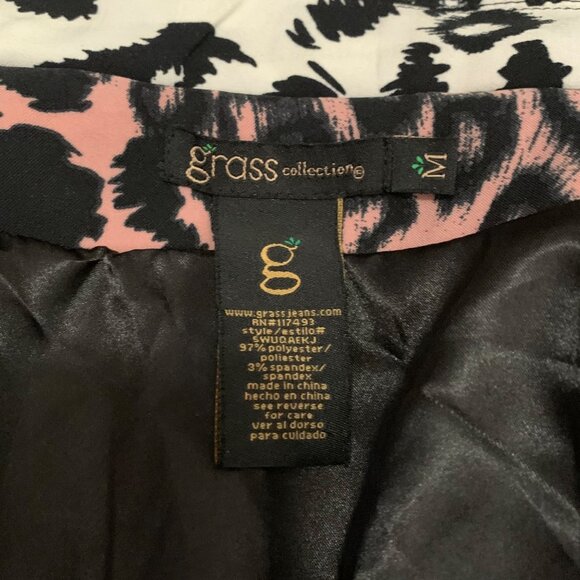 grass collection©
M
g
www.grassjeans.com
RN#117493
style/estilo#
SWUQAEKJ
97% polyester/
poliester
3% spandex/
spandex
made in china
hecho en china
see reverse
for care
ver al dorso
para cuidado